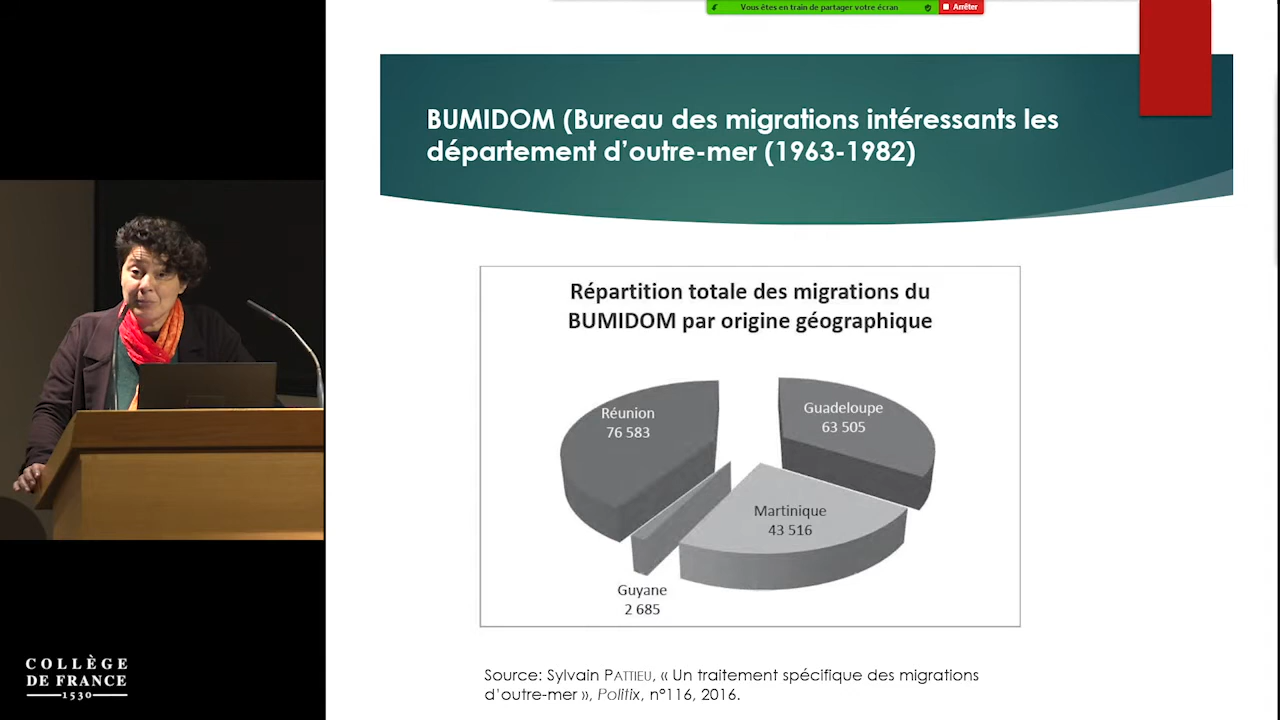 Vous êtes en train de partager votre écran
Arrêter
BUMIDOM (Bureau des migrations intéressants les
département d'outre-mer (1963-1982)
Répartition totale des migrations du
BUMIDOM par origine géographique
Réunion
76 583
Guadeloupe
63 505
Martinique
43 516
Guyane
2 685
Source: Sylvain PATTIEU, « Un traitement spécifique des migrations
d'outre-mer », Politix, n°116, 2016.
COLLÈGE
DE FRANCE
1530